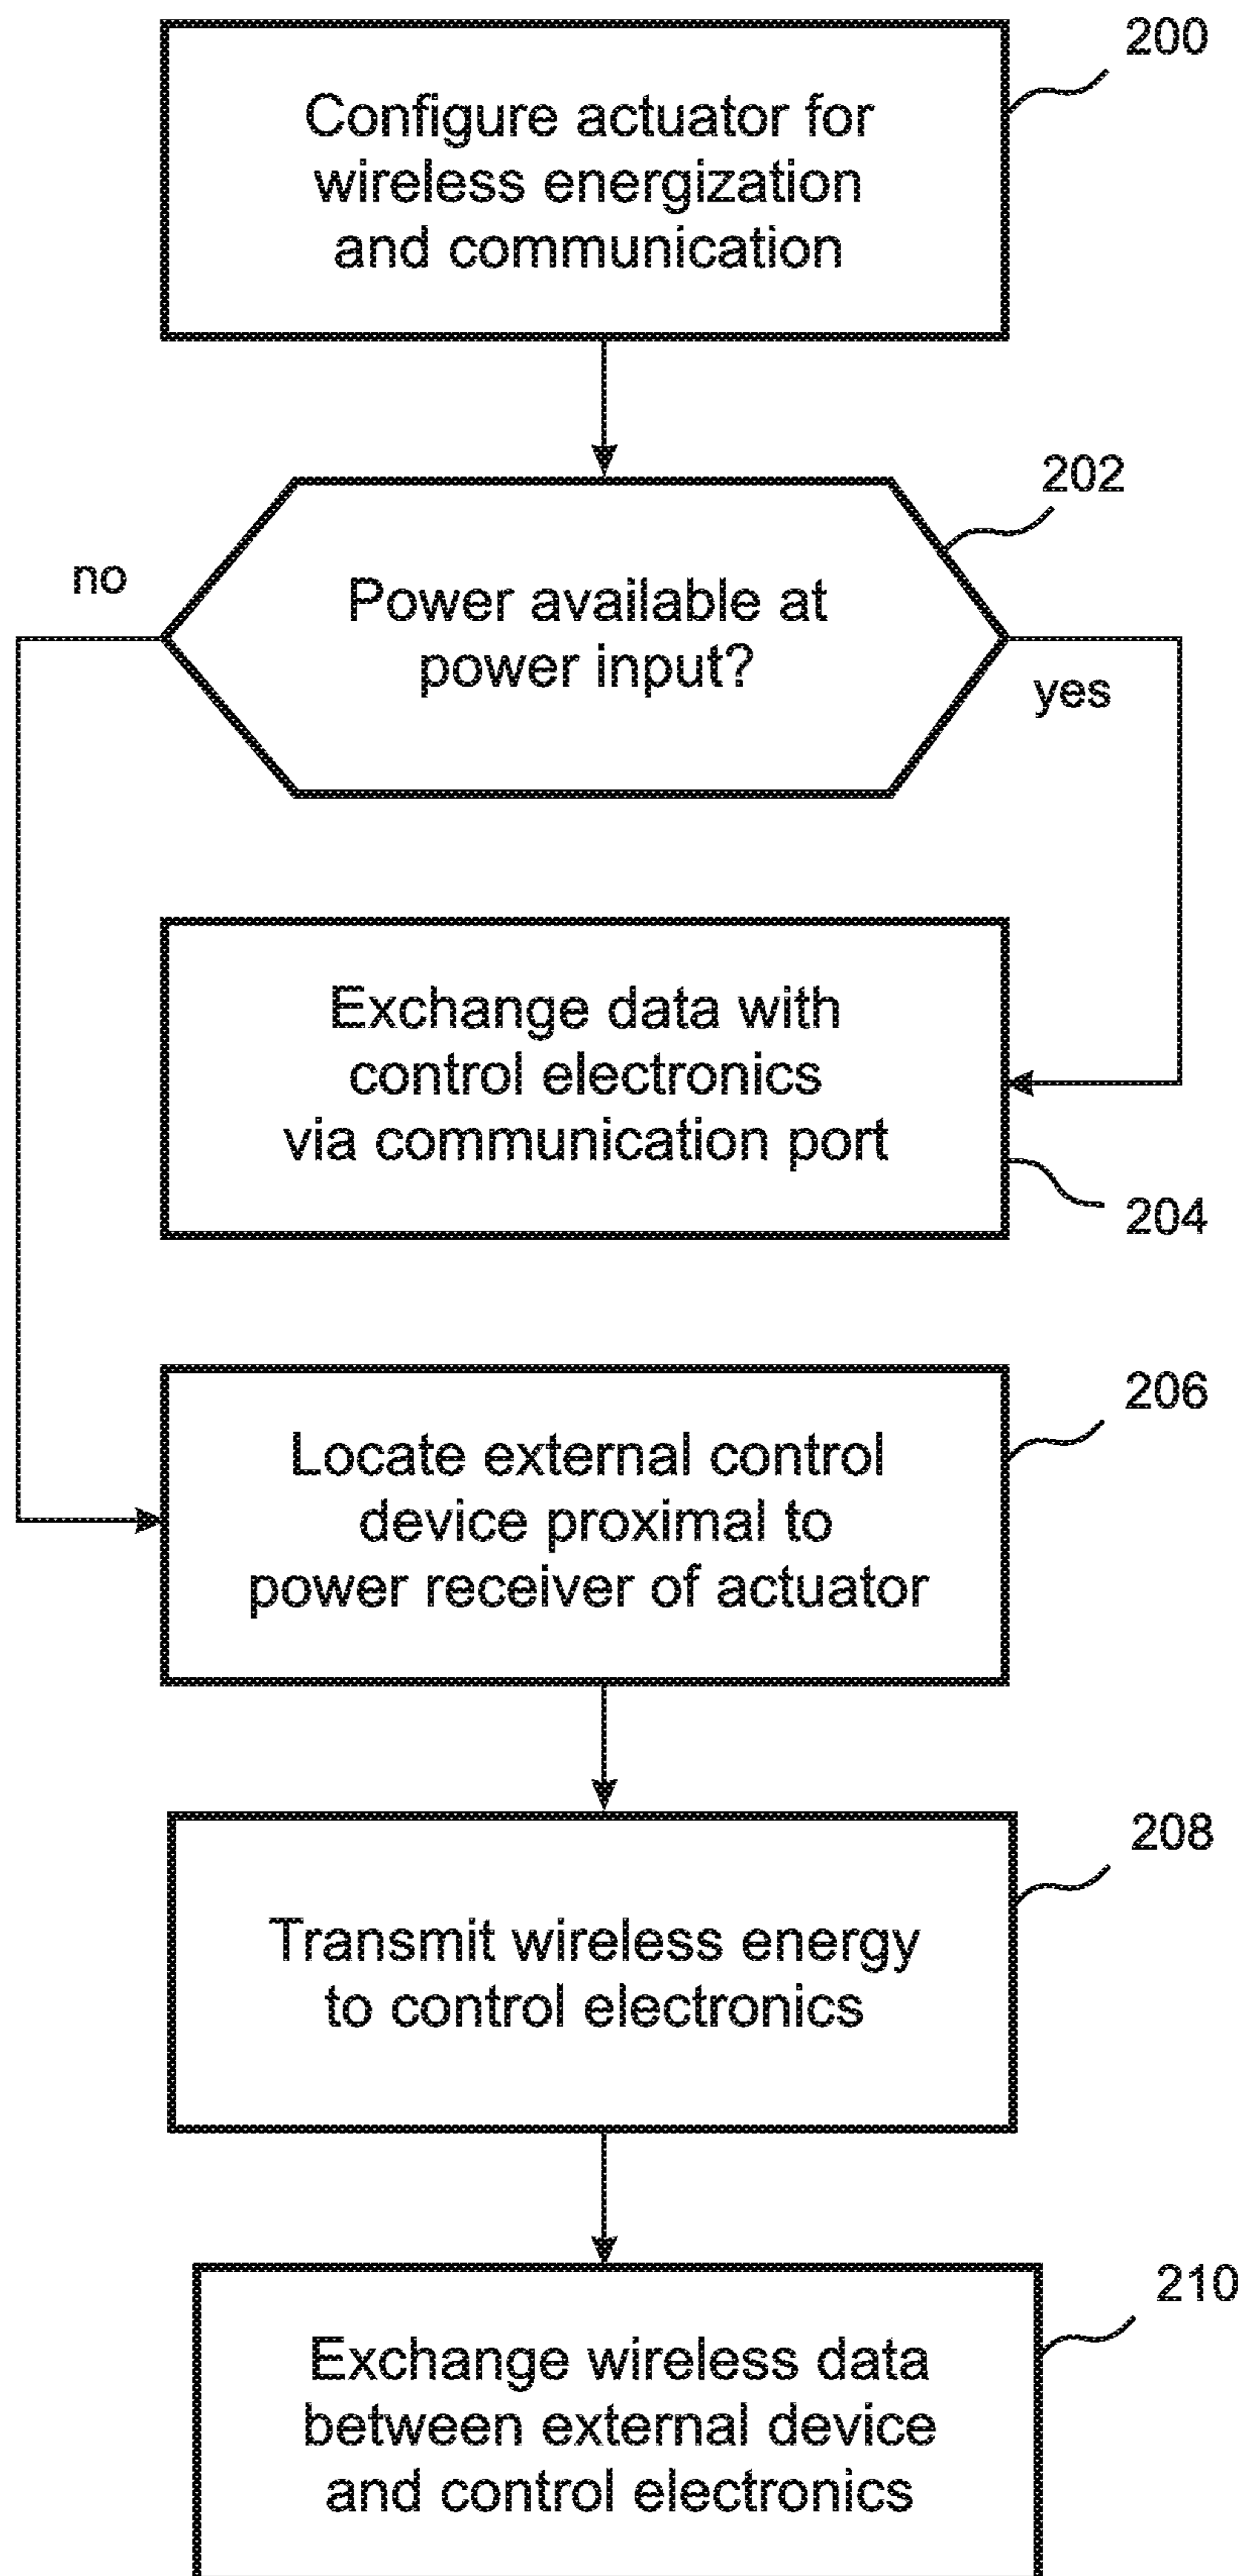 200
Configure actuator for
wireless energization
and communication
202
no
Power available at
power input?
yes
Exchange data with
control electronics
via communication port
204
206
Locate external control
device proximal to
power receiver of actuator
208
Transmit wireless energy
to control electronics
210
Exchange wireless data
between external device
and control electronics